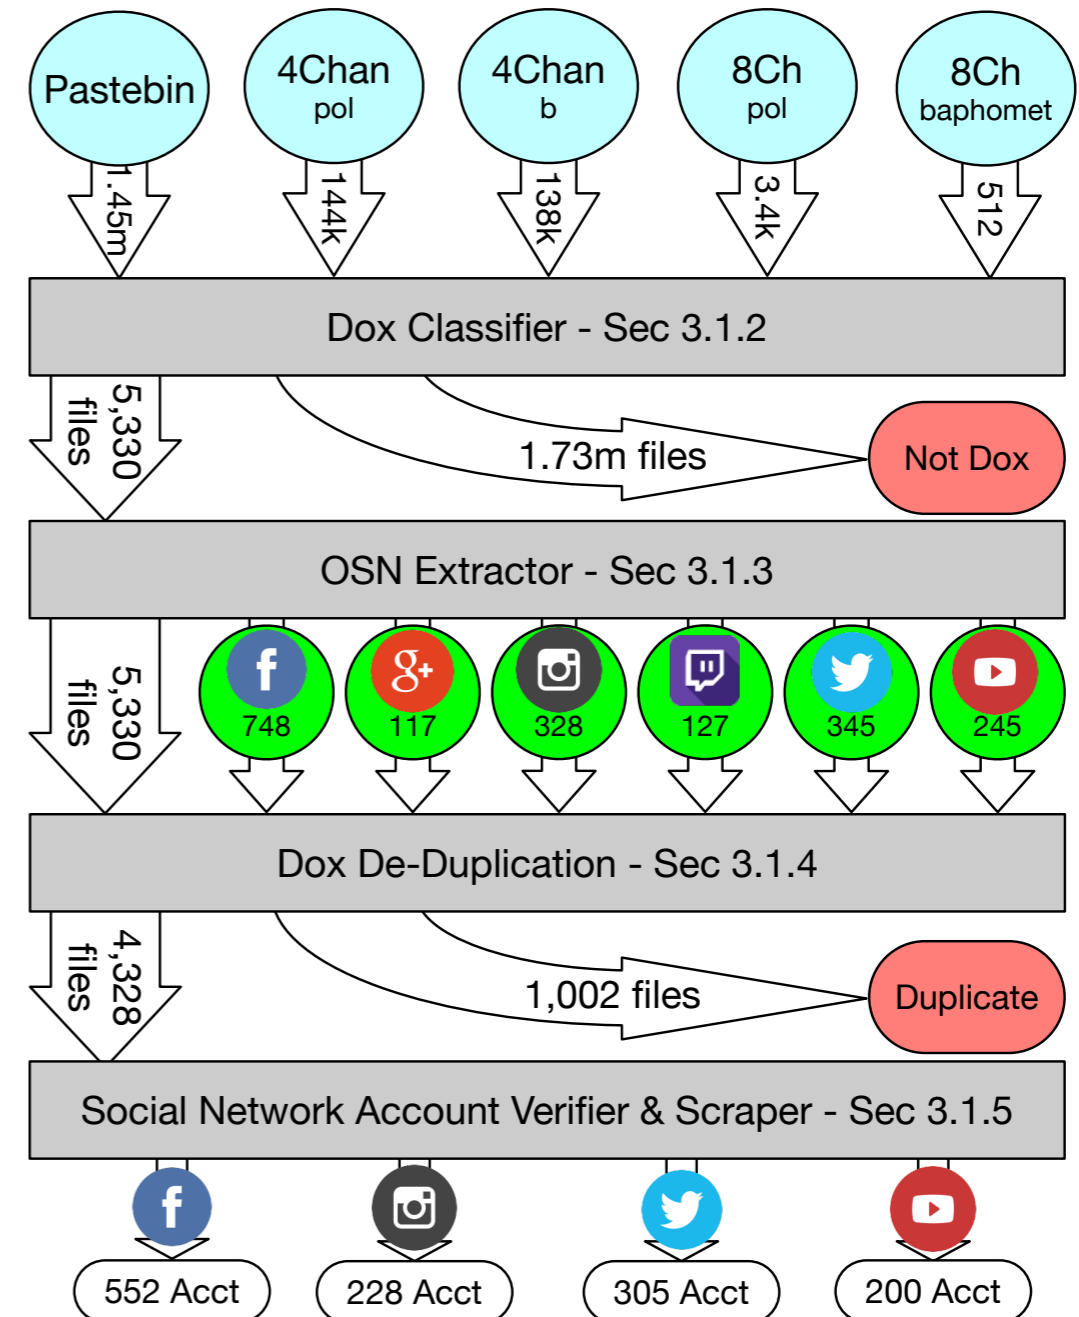 Pastebin
4Chan
pol
4Chan
b
8Ch
pol
8Ch
baphomet
1.45m
144k
138k
3.4k
512
Dox Classifier - Sec 3.1.2
5,330
files
1.73m files
Not Dox
OSN Extractor - Sec 3.1.3
5,330
files
f
748
g+
117
328
127
345
245
Dox De-Duplication - Sec 3.1.4
4,328
files
1,002 files
Duplicate
Social Network Account Verifier & Scraper - Sec 3.1.5
f
552 Acct
228 Acct
305 Acct
200 Acct